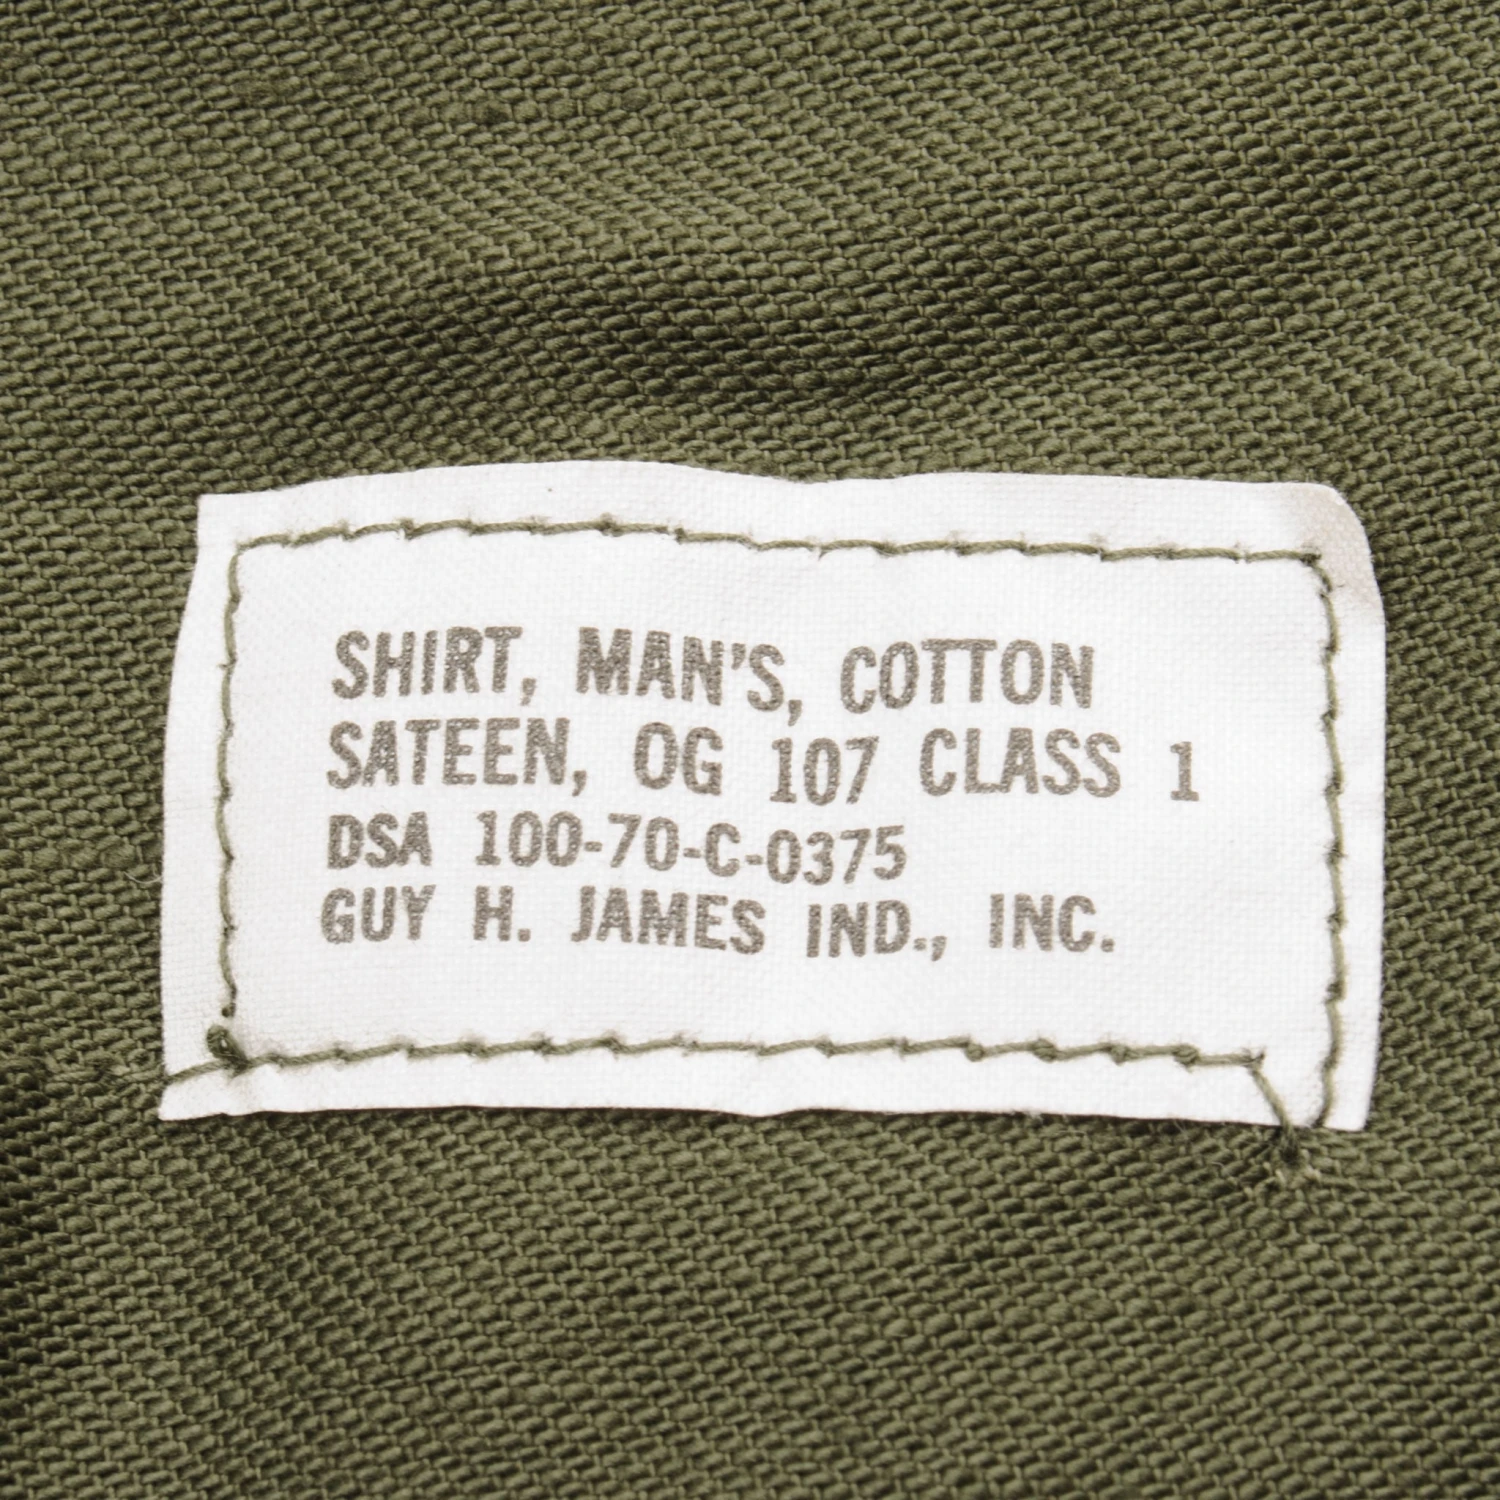 SHIRT, MAN'S, COTTON
SATEEN, OG 107 CLASS 1
DSA 100-70-C-0375
GUY H. JAMES IND., INC.